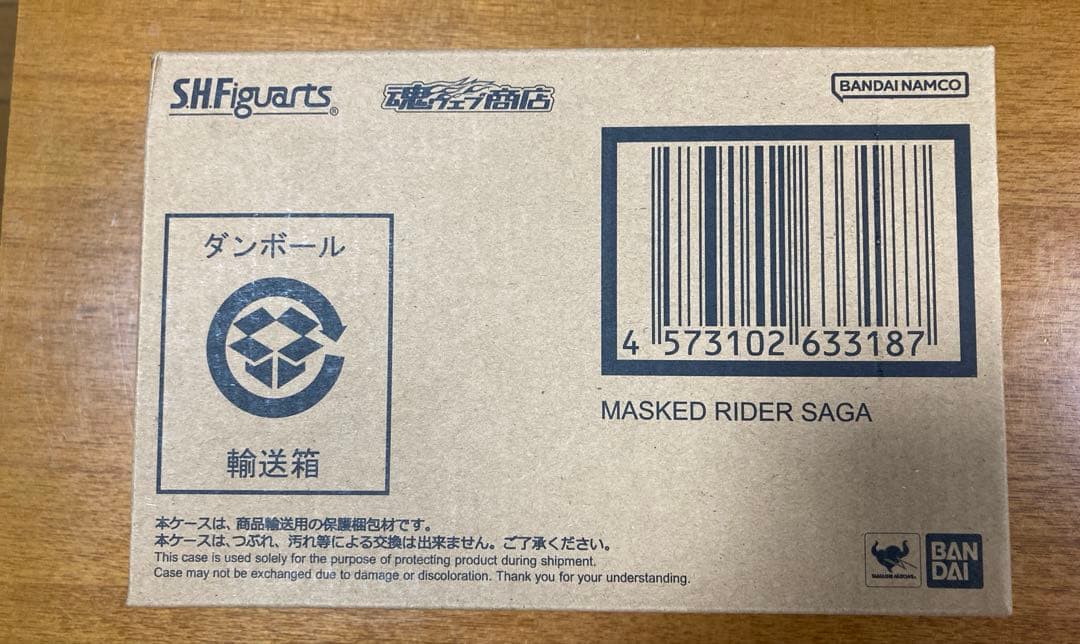 S.H.Figuarts®
魂ウェブ商店
BANDAI NAMCO
ダンボール
輸送箱
4 573102 633187
MASKED RIDER SAGA
本ケースは、商品輸送用の保護梱包材です。
本ケースは、つぶれ、汚れ等による交換は出来ません。ご了承ください。
This case is used solely for the purpose of protecting product during shipment.
Case may not be exchanged due to damage or discoloration. Thank you for your understanding.
TAMASHII NATIONS
BAN
DAI